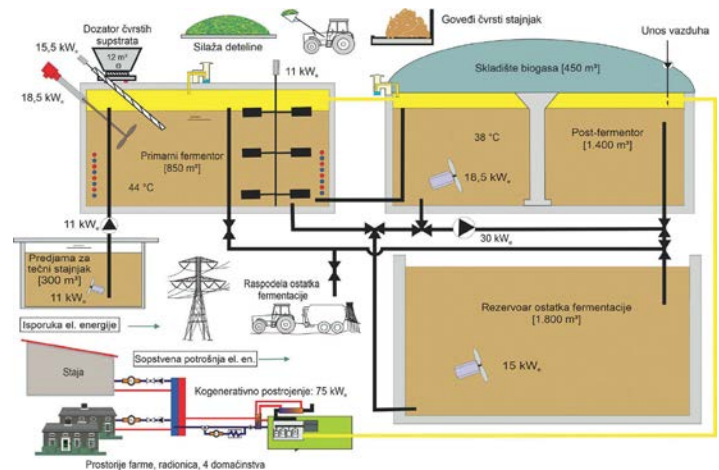 Dozator čvrstih
supstrata
15,5 kWe
12 m³
18,5 kWe
Silaža deteline
Goveđi čvrsti stajnjak
Unos vazduha
11 kWe
Skladište biogasa [450 m³]
Primarni fermentor
[850 m³]
44 °C
38 °C
Post-fermentor
[1.400 m³]
18,5 kWe
11 kWe
30 kWe
Predjama za
tečni stajnjak
[300 m³]
11 kWe
Raspodela ostatka
fermentacije
Rezervoar ostatka fermentacije
[1.800 m³]
15 kWe
Isporuka el. energije
Sopstvena potrošnja el. en.
Staja
Kogenerativno postrojenje: 75 kWe
Prostorije farme, radionica, 4 domaćinstva